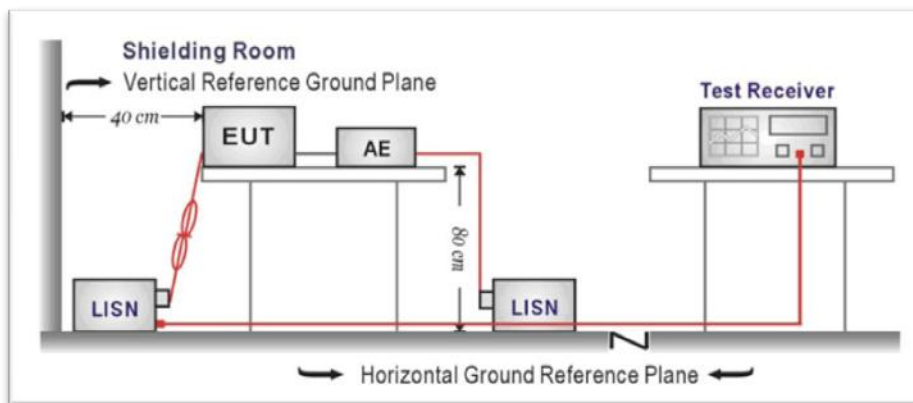 Shielding Room
Vertical Reference Ground Plane
40 cm
EUT
AE
Test Receiver
80 cm
LISN
LISN
Horizontal Ground Reference Plane